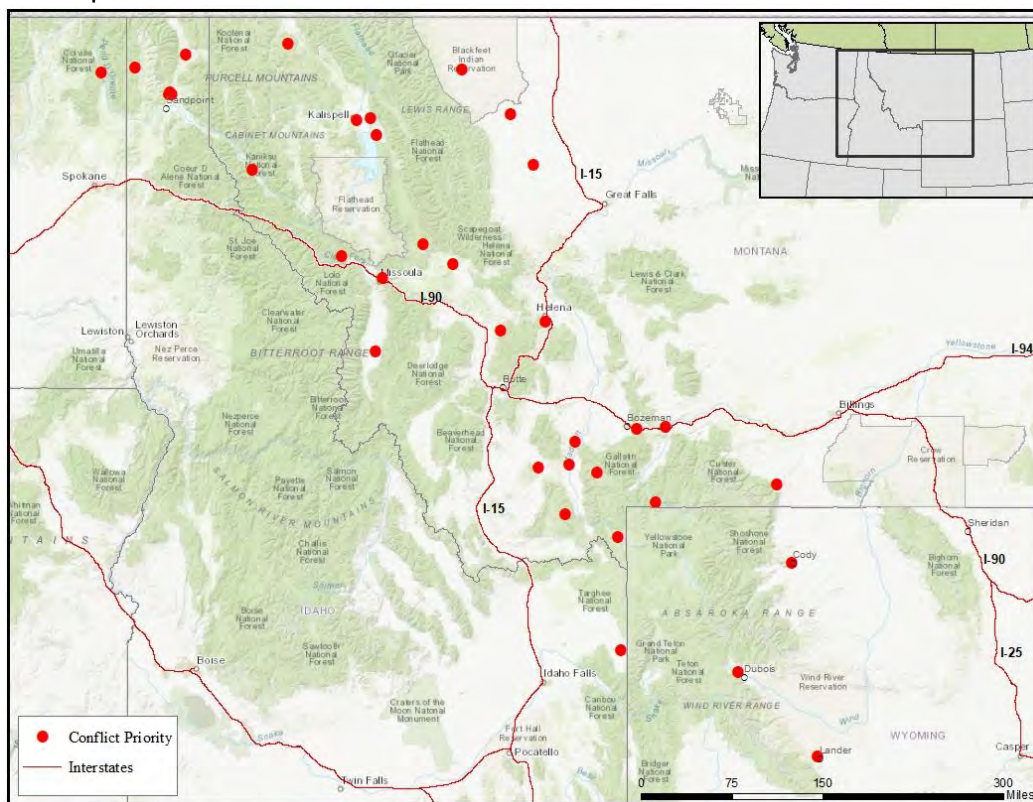 Colville
National
Forest
Kootenai
National
Forest
Glacier
National
Park
Blackfeet
Indian
Reservation
PURCELL MOUNTAINS
LEWIS RANGE
Sandpoint
Kalispell
CABINET MOUNTAINS
Flathead
National
Forest
Coeur D
Alene National
Forest
Kaniksu
National
Forest
Spokane
Flathead
Reservation
I-15
Missouri
Great Falls
St. Joe
National
Forest
Scapegoat
Wilderness
Helena
National
Forest
MONTANA
Lolo
National
Forest
Missoula
I-90
Lewis & Clark
National
Forest
Clearwater
National
Forest
Helena
Lewiston
Lewiston
Orchards
Nez Perce
Reservation
Umatilla
National
Forest
BITTERROOT RANGE
Deerlodge
National
Forest
Yellowstone
I-94
Butte
Bitterroot
National
Forest
Nezperce
National
Forest
Beaverhead
National
Forest
Bozeman
Billings
Gallatin
National
Forest
Custer
National
Forest
Crow
Reservation
Wallowa
National
Forest
Salmon
National
Forest
Payette
National
Forest
SALMON RIVER MOUNTAINS
Whitman
National
Forest
N T A I N S
I-15
Challis
National
Forest
Yellowstone
National
Park
Shoshone
National
Forest
Sheridan
Bighorn
National
Forest
I-90
Cody
Targhee
National
Forest
IDAHO
Boise
National
Forest
Sawtooth
National
Forest
ABSAROKA RANGE
Grand Teton
National
Park
Teton
National
Forest
Dubois
I-25
Boise
Idaho Falls
Wind River
Reservation
Craters of the
Moon National
Monument
Caribou
National
Forest
Snake
WIND RIVER RANGE
Wind
Fort Hall
Reservation
Pocatello
Lander
WYOMING
Casper
Snake
Bridger
National
Forest
Twin Falls
Conflict Priority
Interstates
0 75 150 300
Miles